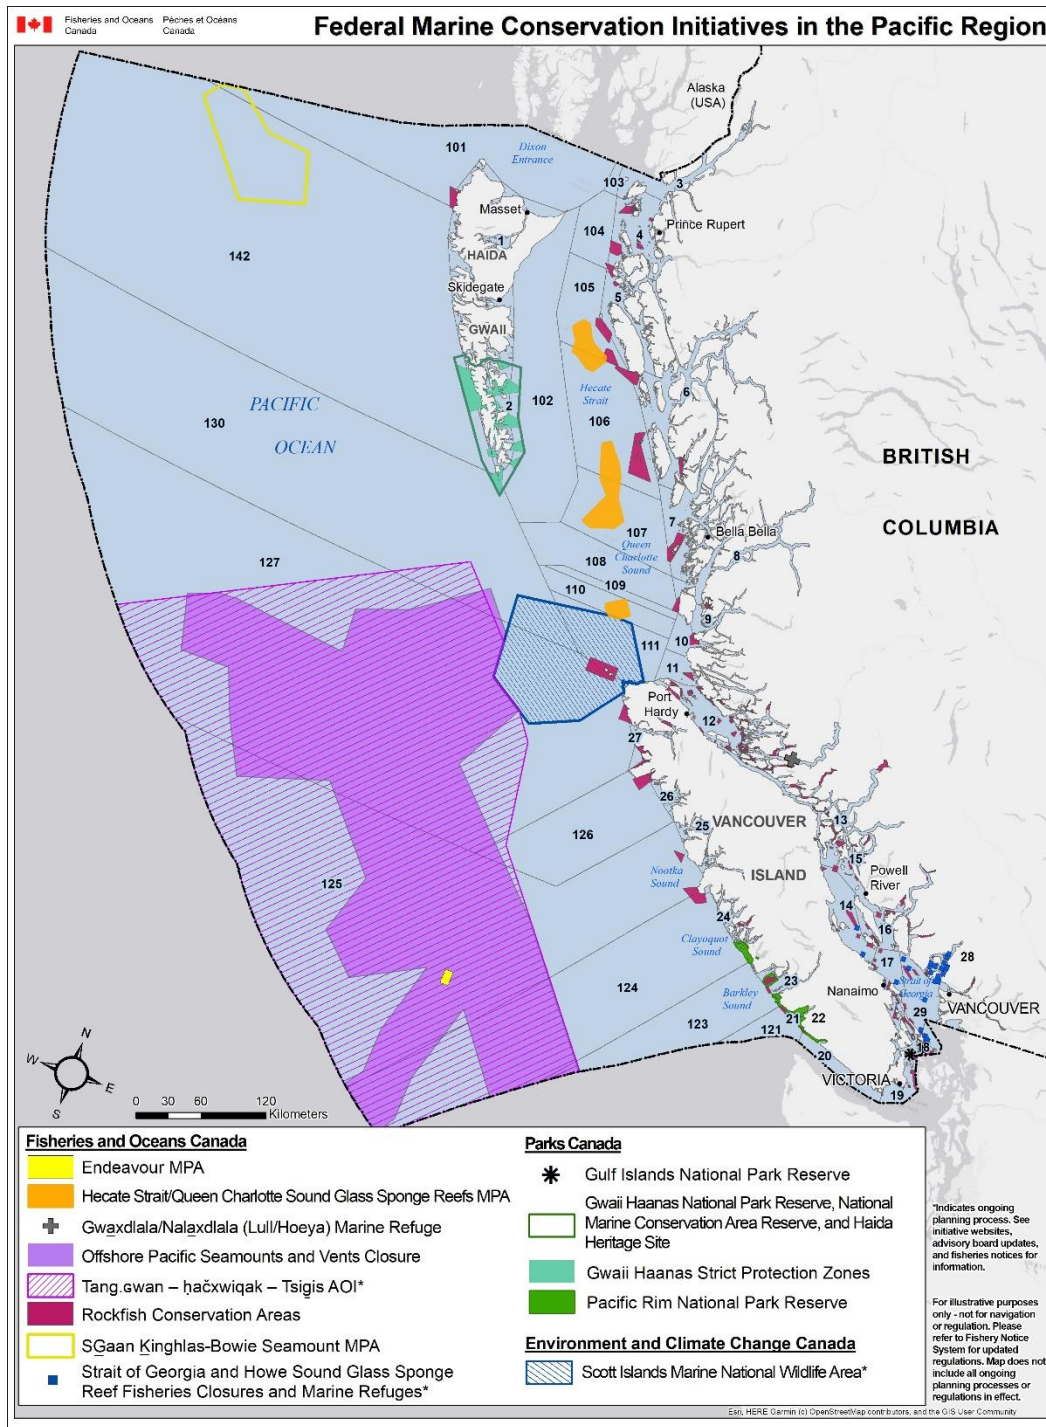 Fisheries and Oceans
Canada
Pêches et Océans
Canada
Federal Marine Conservation Initiatives in the Pacific Region
Alaska
(USA)
Dixon
Entrance
101
103
3
Masset
104
4
Prince Rupert
1
HAIDA
142
105
5
Skidegate
GWAII
Hecate
Strait
6
2
102
PACIFIC
OCEAN
130
106
BRITISH
COLUMBIA
107
7
Bella Bella
Queen
Charlotte
Sound
8
127
108
109
110
9
111
10
11
Port
Hardy
12
27
26
13
25
VANCOUVER
ISLAND
126
15
Powell
River
Nootka
Sound
125
14
24
16
Clayoquot
Sound
17
28
23
Nanaimo
Strait of
Georgia
124
Barkley
Sound
VANCOUVER
21
22
29
123
121
18
20
VICTORIA
19
N
W
E
S
0 30 60 120
Kilometers
Fisheries and Oceans Canada
Endeavour MPA
Hecate Strait/Queen Charlotte Sound Glass Sponge Reefs MPA
Gwa̱xdlala/Nala̱xdlala (Lull/Hoeya) Marine Refuge
Offshore Pacific Seamounts and Vents Closure
Tang.ɢwan – ḥačxʷiqak – Tsig̱is AOI*
Rockfish Conservation Areas
SG̱aan Ḵinghlas-Bowie Seamount MPA
Strait of Georgia and Howe Sound Glass Sponge
Reef Fisheries Closures and Marine Refuges*
Parks Canada
Gulf Islands National Park Reserve
Gwaii Haanas National Park Reserve, National
Marine Conservation Area Reserve, and Haida
Heritage Site
Gwaii Haanas Strict Protection Zones
Pacific Rim National Park Reserve
Environment and Climate Change Canada
Scott Islands Marine National Wildlife Area*
*Indicates ongoing
planning process. See
initiative websites,
advisory board updates,
and fisheries notices for
information.
For illustrative purposes
only - not for navigation
or regulation. Please
refer to Fishery Notice
System for updated
regulations. Map does not
include all ongoing
planning processes or
regulations in effect.
Esri, HERE Garmin (c) OpenStreetMap contributors, and the GIS User Community